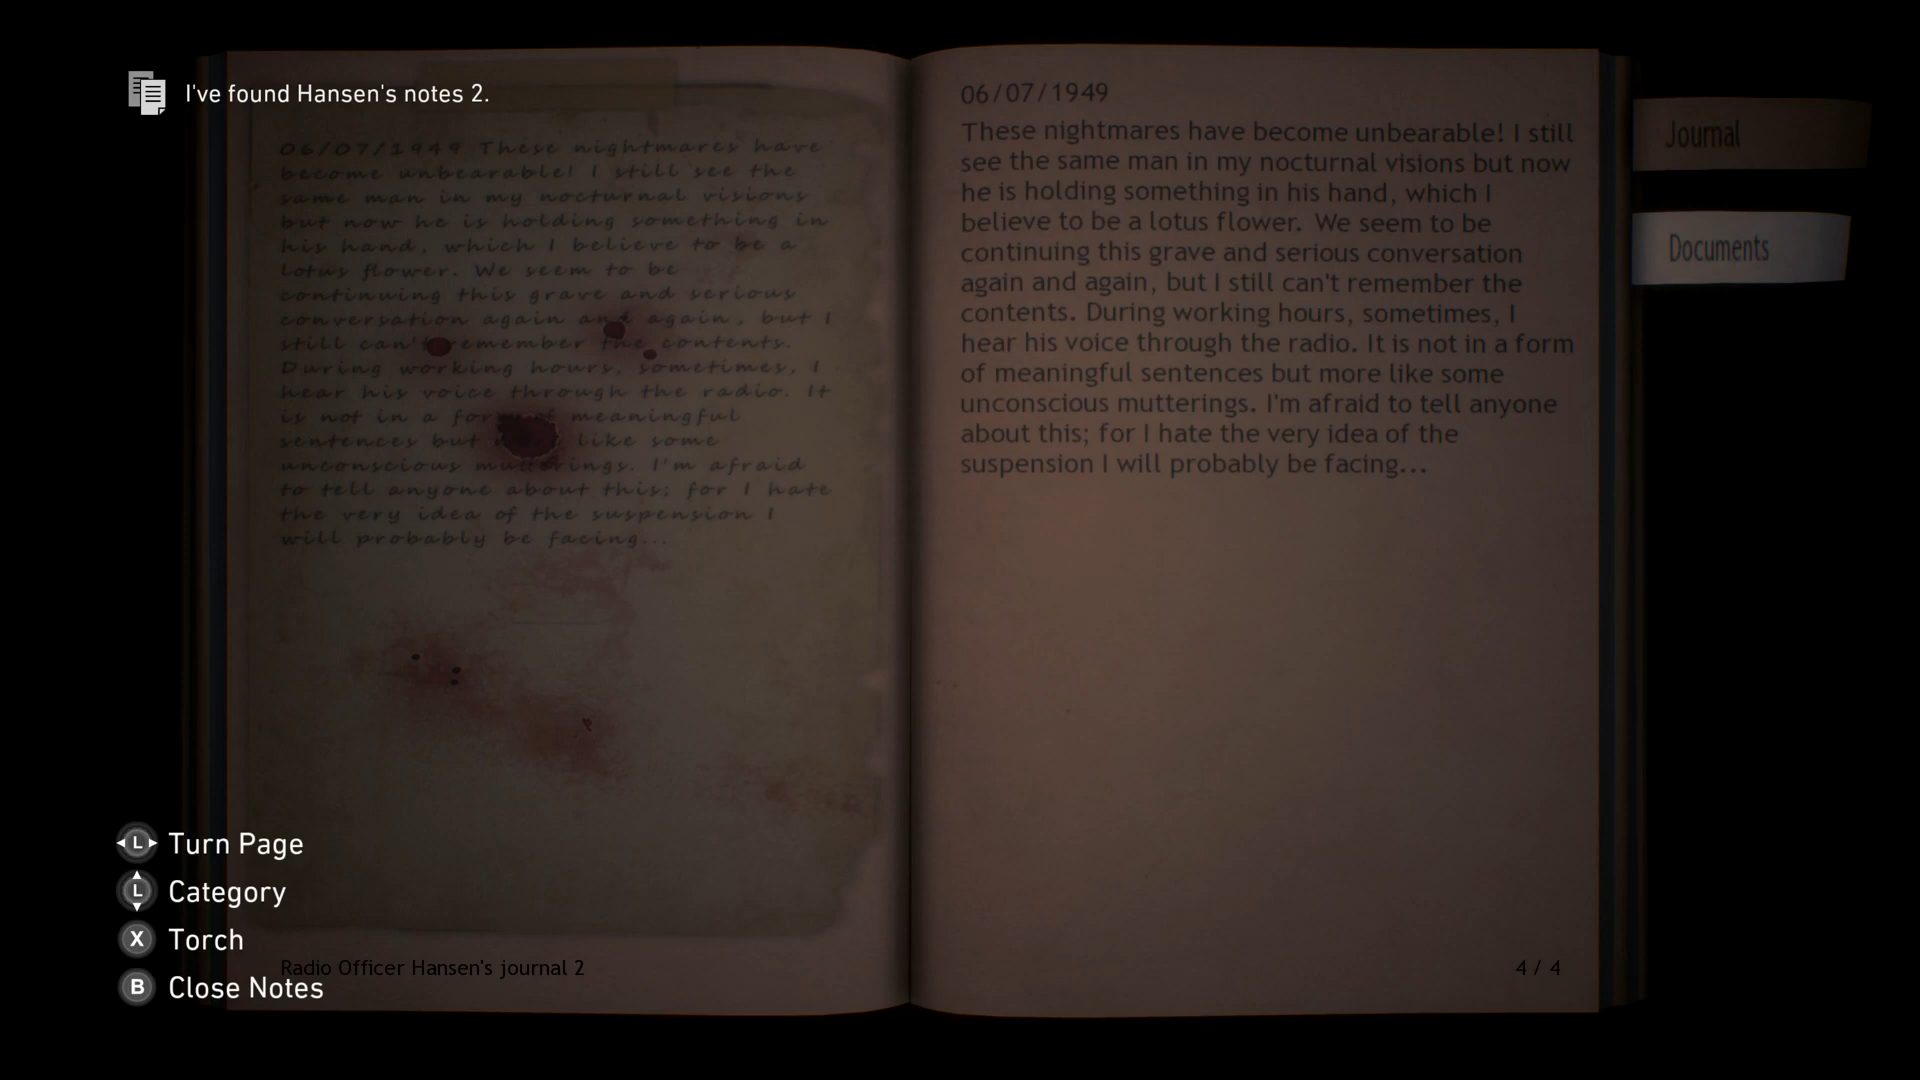 I've found Hansen's notes 2.
06/07/1949 These nightmares have
become unbearable! I still see the
same man in my nocturnal visions
but now he is holding something in
his hand, which I believe to be a
lotus flower. We seem to be
continuing this grave and serious
conversation again and again, but I
still can't remember the contents.
During working hours, sometimes, I
hear his voice through the radio. It
is not in a form of meaningful
sentences but more like some
unconscious mutterings. I'm afraid
to tell anyone about this; for I hate
the very idea of the suspension I
will probably be facing...
Radio Officer Hansen's journal 2
06/07/1949
These nightmares have become unbearable! I still
see the same man in my nocturnal visions but now
he is holding something in his hand, which I
believe to be a lotus flower. We seem to be
continuing this grave and serious conversation
again and again, but I still can't remember the
contents. During working hours, sometimes, I
hear his voice through the radio. It is not in a form
of meaningful sentences but more like some
unconscious mutterings. I'm afraid to tell anyone
about this; for I hate the very idea of the
suspension I will probably be facing...
4 / 4
Journal
Documents
L Turn Page
L Category
X Torch
B Close Notes